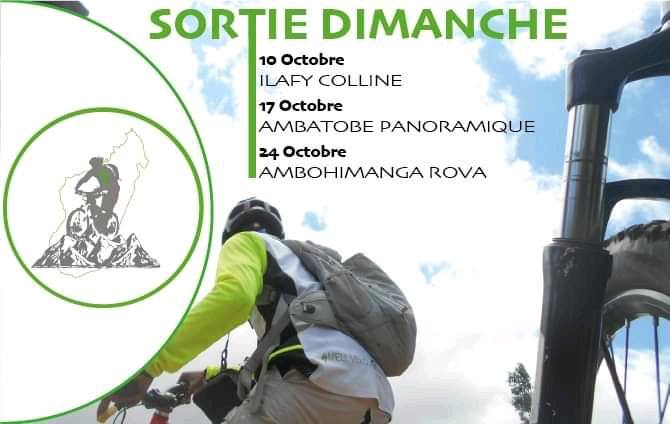 SORTIE DIMANCHE
10 Octobre
ILAFY COLLINE
17 Octobre
AMBATOBE PANORAMIQUE
24 Octobre
AMBOHIMANGA ROVA